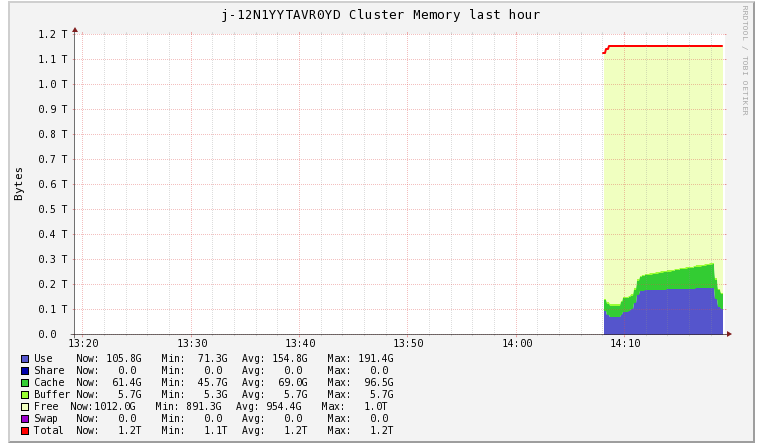 j-12N1YYTAVR0YD Cluster Memory last hour
RRDTOOL / TOBI OETIKER
Bytes
1.2 T
1.1 T
1.0 T
0.9 T
0.8 T
0.7 T
0.6 T
0.5 T
0.4 T
0.3 T
0.2 T
0.1 T
0.0
13:20 13:30 13:40 13:50 14:00 14:10
Use Now: 105.8G Min: 71.3G Avg: 154.8G Max: 191.4G
Share Now: 0.0 Min: 0.0 Avg: 0.0 Max: 0.0
Cache Now: 61.4G Min: 45.7G Avg: 69.0G Max: 96.5G
Buffer Now: 5.7G Min: 5.3G Avg: 5.7G Max: 5.7G
Free Now:1012.0G Min: 891.3G Avg: 954.4G Max: 1.0T
Swap Now: 0.0 Min: 0.0 Avg: 0.0 Max: 0.0
Total Now: 1.2T Min: 1.1T Avg: 1.2T Max: 1.2T